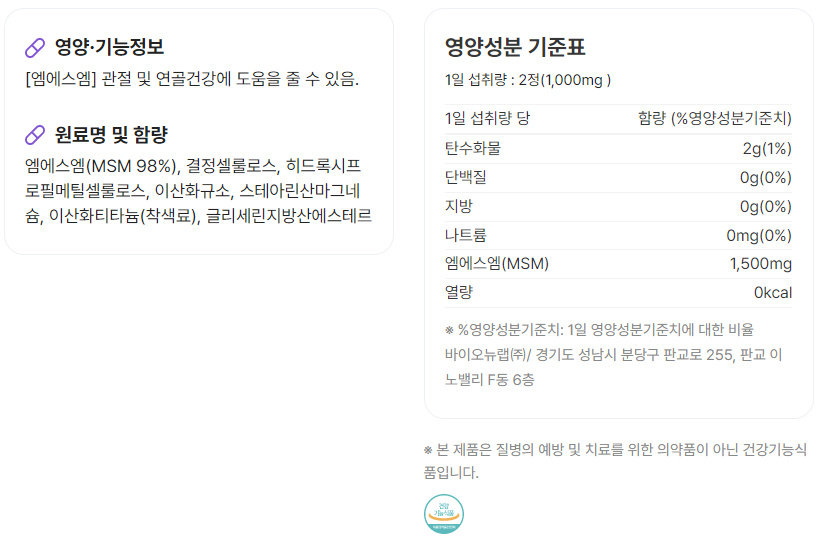 영양·기능정보
[엠에스엠] 관절 및 연골건강에 도움을 줄 수 있음.
원료명 및 함량
엠에스엠(MSM 98%), 결정셀룰로스, 히드록시프
로필메틸셀룰로스, 이산화규소, 스테아린산마그네
슘, 이산화티타늄(착색료), 글리세린지방산에스테르
영양성분 기준표
1일 섭취량 : 2정(1,000mg )
1일 섭취량 당 함량 (%영양성분기준치)
탄수화물 2g(1%)
단백질 0g(0%)
지방 0g(0%)
나트륨 0mg(0%)
엠에스엠(MSM) 1,500mg
열량 0kcal
※ %영양성분기준치: 1일 영양성분기준치에 대한 비율
바이오뉴랩㈜/ 경기도 성남시 분당구 판교로 255, 판교 이
노밸리 F동 6층
※ 본 제품은 질병의 예방 및 치료를 위한 의약품이 아닌 건강기능식
품입니다.
건강
기능식품